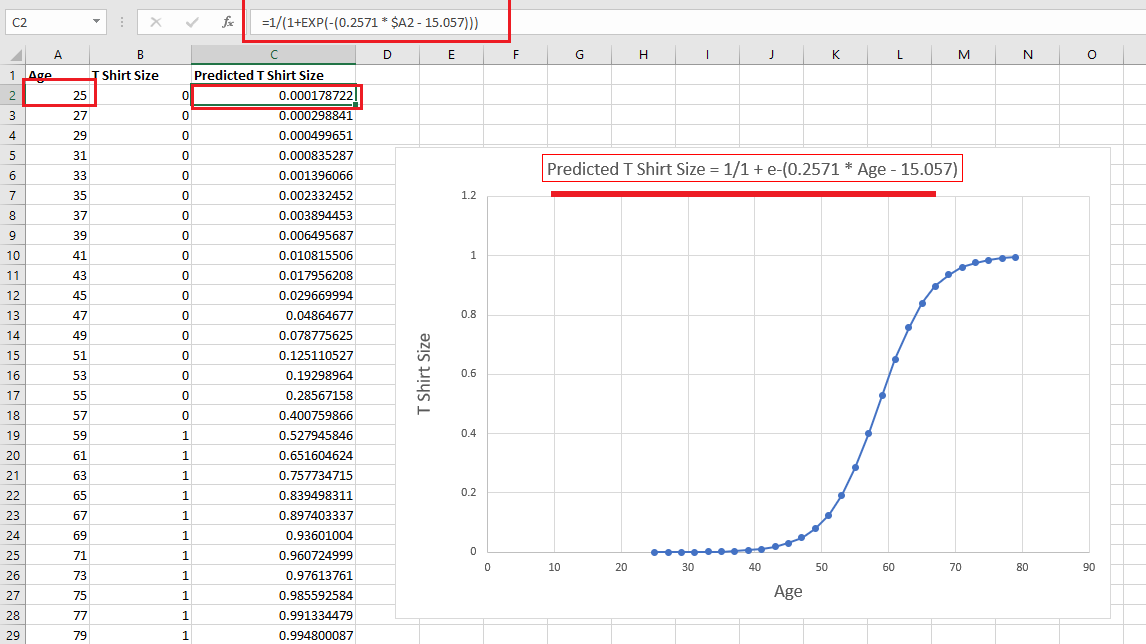 C2 fx =1/(1+EXP(-(0.2571 * $A2 - 15.057)))
A B C D E F G H I J K L M N O
1 Age T Shirt Size Predicted T Shirt Size
2 25 0 0.000178722
3 27 0 0.000298841
4 29 0 0.000499651
5 31 0 0.000835287
6 33 0 0.001396066
7 35 0 0.002332452
8 37 0 0.003894453
9 39 0 0.006495687
10 41 0 0.010815506
11 43 0 0.017956208
12 45 0 0.029669994
13 47 0 0.04864677
14 49 0 0.078775625
15 51 0 0.125110527
16 53 0 0.19298964
17 55 0 0.28567158
18 57 0 0.400759866
19 59 1 0.527945846
20 61 1 0.651604624
21 63 1 0.757734715
22 65 1 0.839498311
23 67 1 0.897403337
24 69 1 0.93601004
25 71 1 0.960724999
26 73 1 0.97613761
27 75 1 0.985592584
28 77 1 0.991334479
29 79 1 0.994800087
Predicted T Shirt Size = 1/1 + e-(0.2571 * Age - 15.057)
1.2
1
0.8
0.6
0.4
0.2
0
T Shirt Size
0 10 20 30 40 50 60 70 80 90
Age